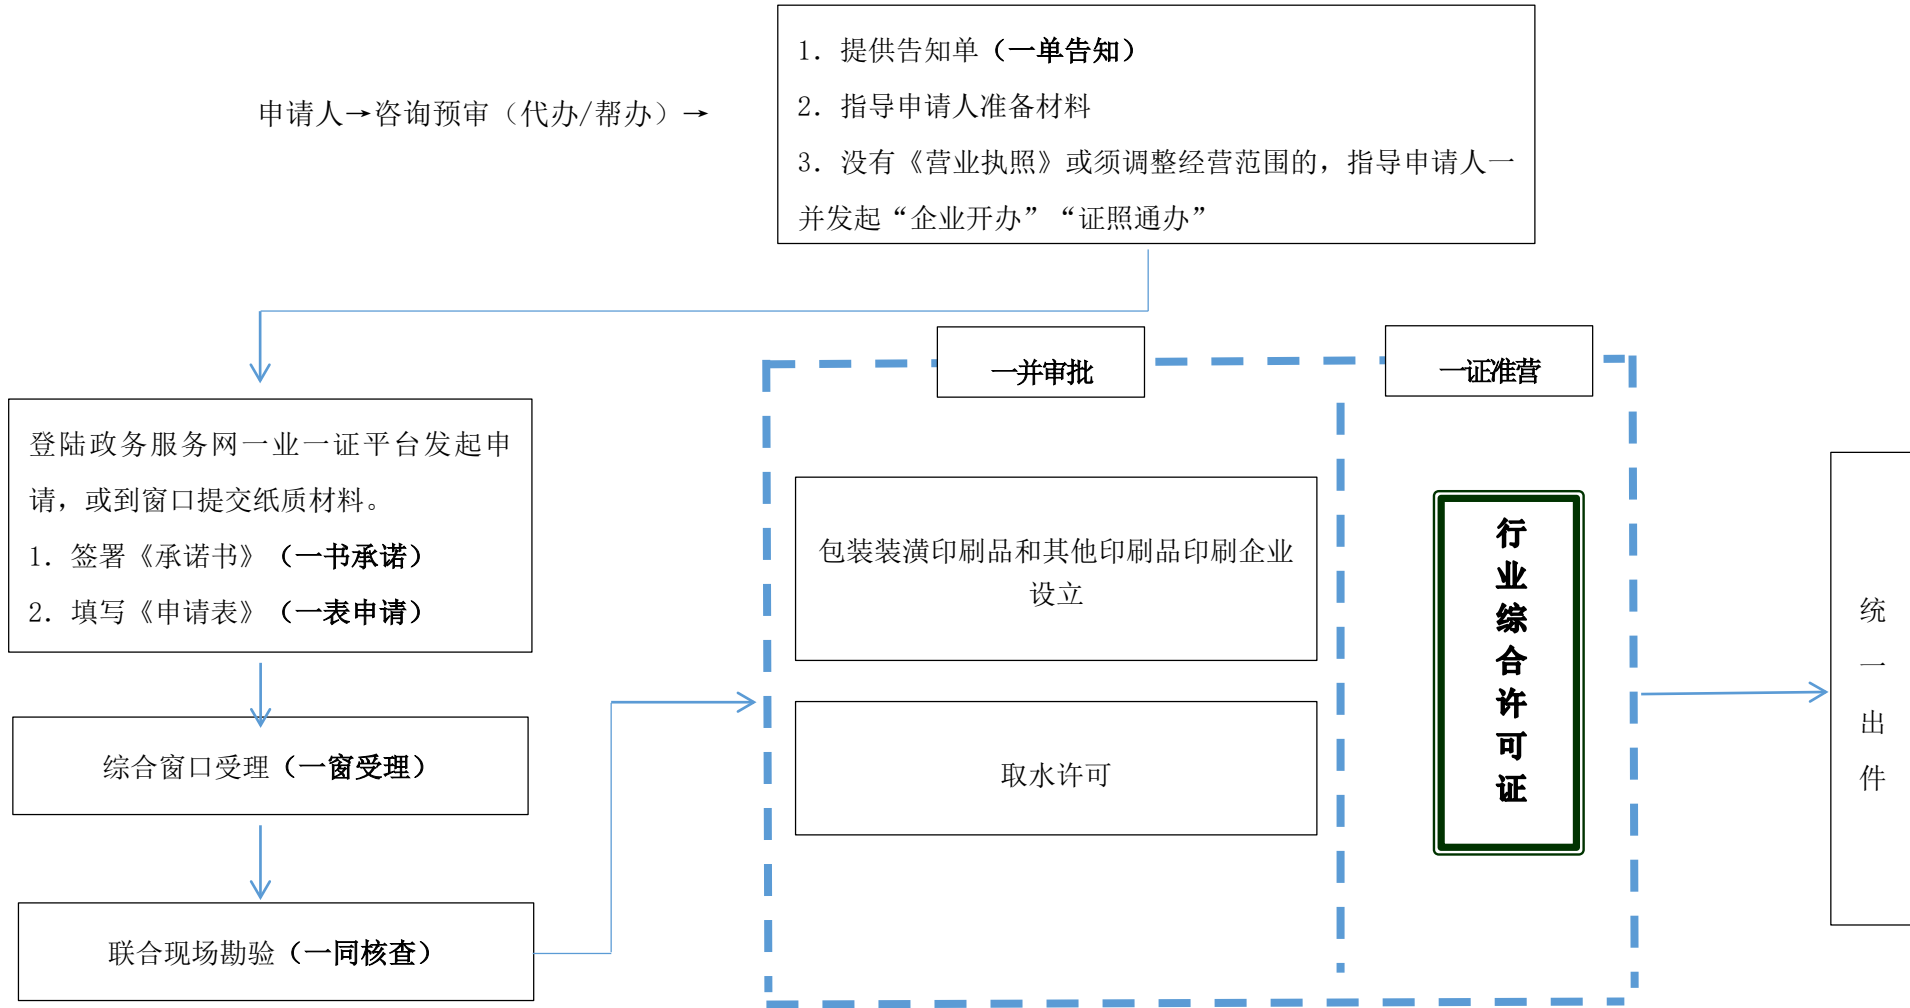 申请人→咨询预审（代办/帮办）→
1. 提供告知单（一单告知）
2. 指导申请人准备材料
3. 没有《营业执照》或须调整经营范围的，指导申请人一
并发起“企业开办”“证照通办”
登陆政务服务网一业一证平台发起申
请，或到窗口提交纸质材料。
1. 签署《承诺书》（一书承诺）
2. 填写《申请表》（一表申请）
综合窗口受理（一窗受理）
联合现场勘验（一同核查）
一并审批
包装装潢印刷品和其他印刷品印刷企业
设立
取水许可
一证准营
行业综合许可证
统一出件